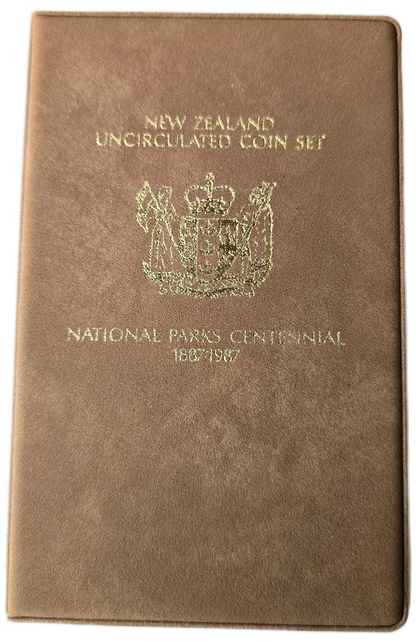 NEW ZEALAND
UNCIRCULATED COIN SET
NATIONAL PARKS CENTENNIAL
1887-1987